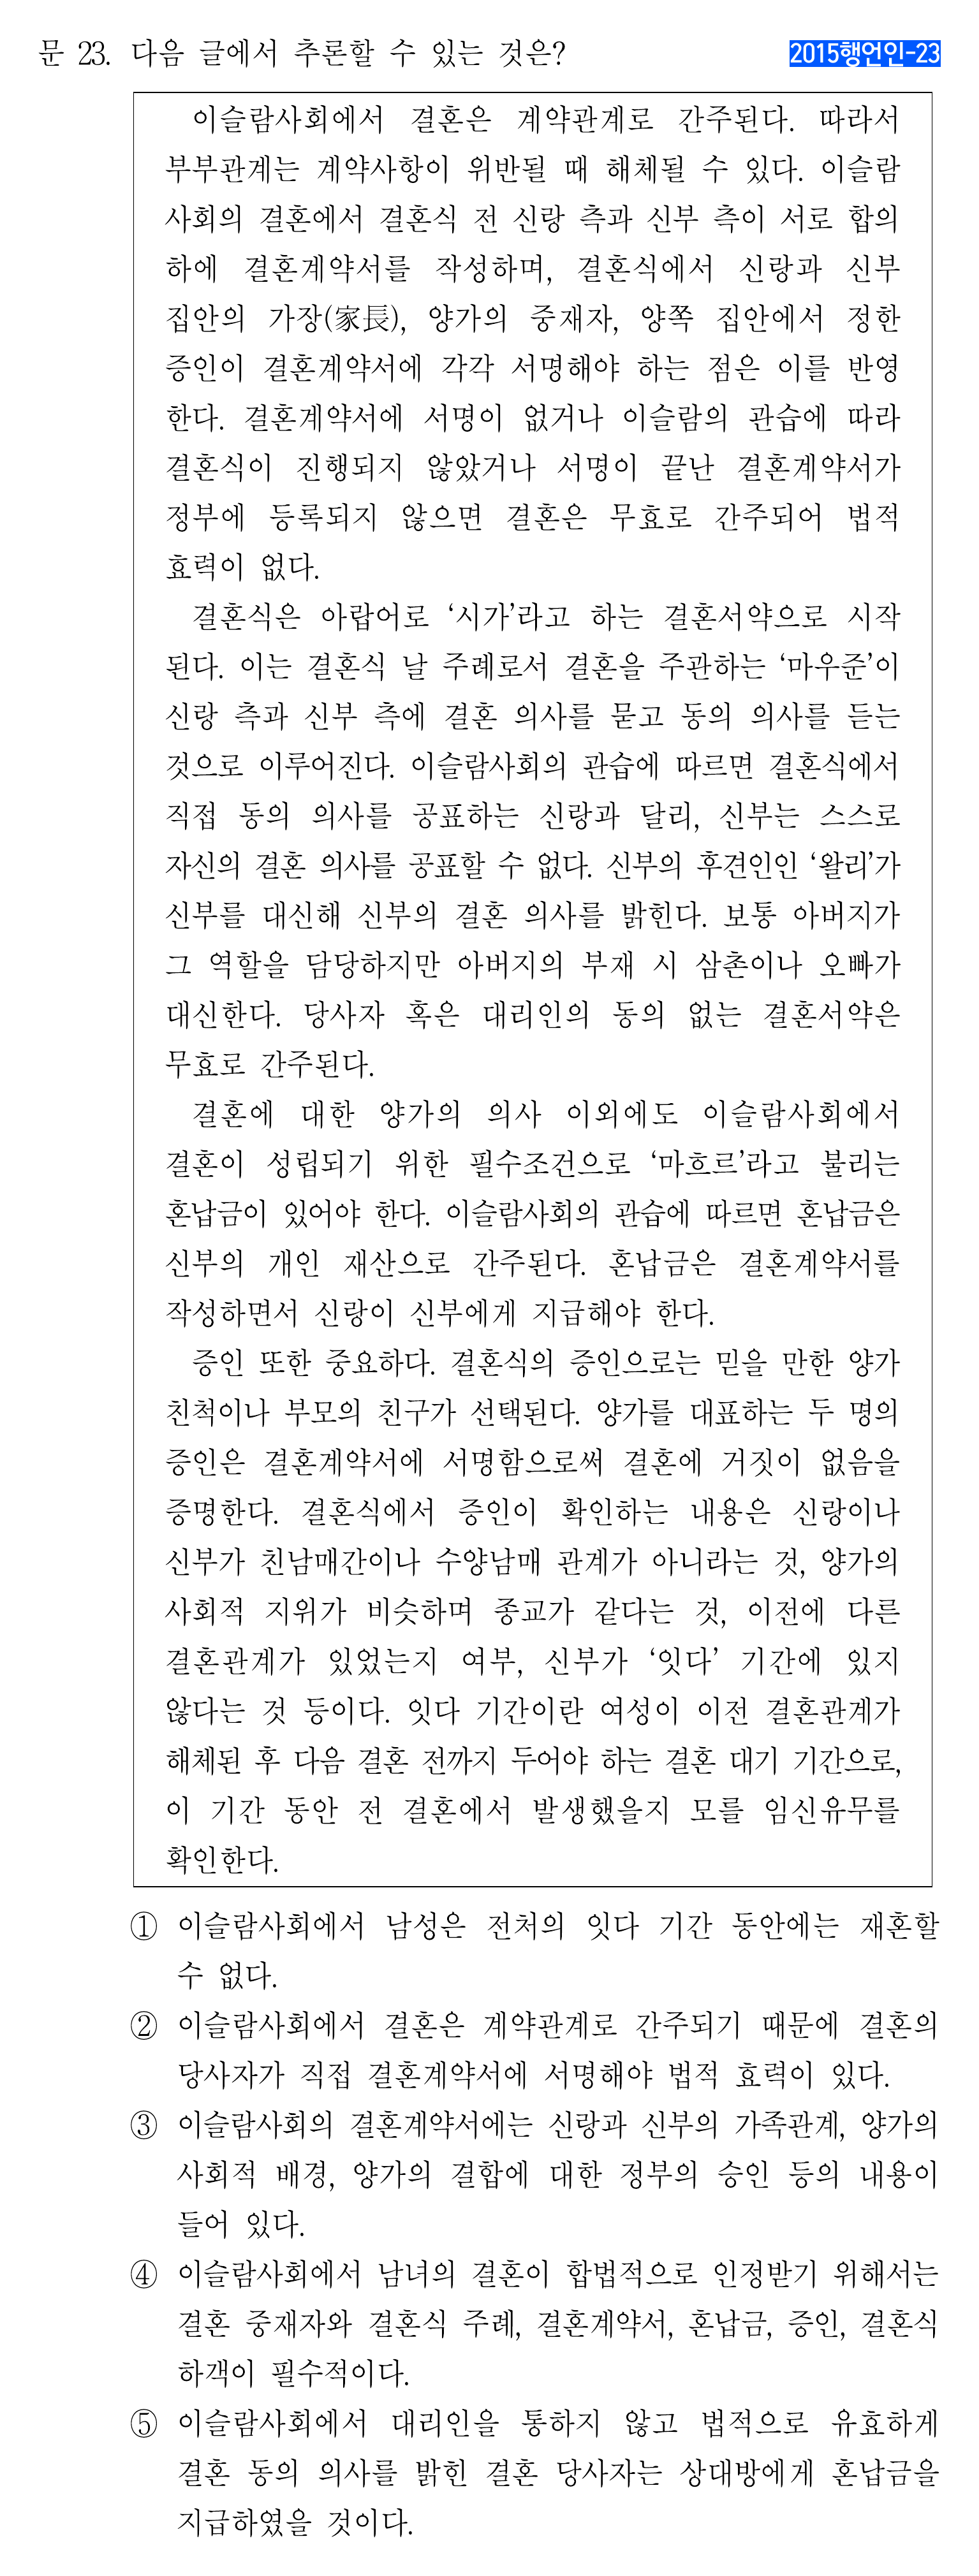 문 23. 다음 글에서 추론할 수 있는 것은? 2015행언인-23
이슬람사회에서 결혼은 계약관계로 간주된다. 따라서
부부관계는 계약사항이 위반될 때 해체될 수 있다. 이슬람
사회의 결혼에서 결혼식 전 신랑 측과 신부 측이 서로 합의
하에 결혼계약서를 작성하며, 결혼식에서 신랑과 신부
집안의 가장(家長), 양가의 중재자, 양쪽 집안에서 정한
증인이 결혼계약서에 각각 서명해야 하는 점은 이를 반영
한다. 결혼계약서에 서명이 없거나 이슬람의 관습에 따라
결혼식이 진행되지 않았거나 서명이 끝난 결혼계약서가
정부에 등록되지 않으면 결혼은 무효로 간주되어 법적
효력이 없다.
결혼식은 아랍어로 ‘시가’라고 하는 결혼서약으로 시작
된다. 이는 결혼식 날 주례로서 결혼을 주관하는 ‘마우준’이
신랑 측과 신부 측에 결혼 의사를 묻고 동의 의사를 듣는
것으로 이루어진다. 이슬람사회의 관습에 따르면 결혼식에서
직접 동의 의사를 공표하는 신랑과 달리, 신부는 스스로
자신의 결혼 의사를 공표할 수 없다. 신부의 후견인인 ‘왈리’가
신부를 대신해 신부의 결혼 의사를 밝힌다. 보통 아버지가
그 역할을 담당하지만 아버지의 부재 시 삼촌이나 오빠가
대신한다. 당사자 혹은 대리인의 동의 없는 결혼서약은
무효로 간주된다.
결혼에 대한 양가의 의사 이외에도 이슬람사회에서
결혼이 성립되기 위한 필수조건으로 ‘마흐르’라고 불리는
혼납금이 있어야 한다. 이슬람사회의 관습에 따르면 혼납금은
신부의 개인 재산으로 간주된다. 혼납금은 결혼계약서를
작성하면서 신랑이 신부에게 지급해야 한다.
증인 또한 중요하다. 결혼식의 증인으로는 믿을 만한 양가
친척이나 부모의 친구가 선택된다. 양가를 대표하는 두 명의
증인은 결혼계약서에 서명함으로써 결혼에 거짓이 없음을
증명한다. 결혼식에서 증인이 확인하는 내용은 신랑이나
신부가 친남매간이나 수양남매 관계가 아니라는 것, 양가의
사회적 지위가 비슷하며 종교가 같다는 것, 이전에 다른
결혼관계가 있었는지 여부, 신부가 ‘잇다’ 기간에 있지
않다는 것 등이다. 잇다 기간이란 여성이 이전 결혼관계가
해체된 후 다음 결혼 전까지 두어야 하는 결혼 대기 기간으로,
이 기간 동안 전 결혼에서 발생했을지 모를 임신유무를
확인한다.
① 이슬람사회에서 남성은 전처의 잇다 기간 동안에는 재혼할
수 없다.
② 이슬람사회에서 결혼은 계약관계로 간주되기 때문에 결혼의
당사자가 직접 결혼계약서에 서명해야 법적 효력이 있다.
③ 이슬람사회의 결혼계약서에는 신랑과 신부의 가족관계, 양가의
사회적 배경, 양가의 결합에 대한 정부의 승인 등의 내용이
들어 있다.
④ 이슬람사회에서 남녀의 결혼이 합법적으로 인정받기 위해서는
결혼 중재자와 결혼식 주례, 결혼계약서, 혼납금, 증인, 결혼식
하객이 필수적이다.
⑤ 이슬람사회에서 대리인을 통하지 않고 법적으로 유효하게
결혼 동의 의사를 밝힌 결혼 당사자는 상대방에게 혼납금을
지급하였을 것이다.